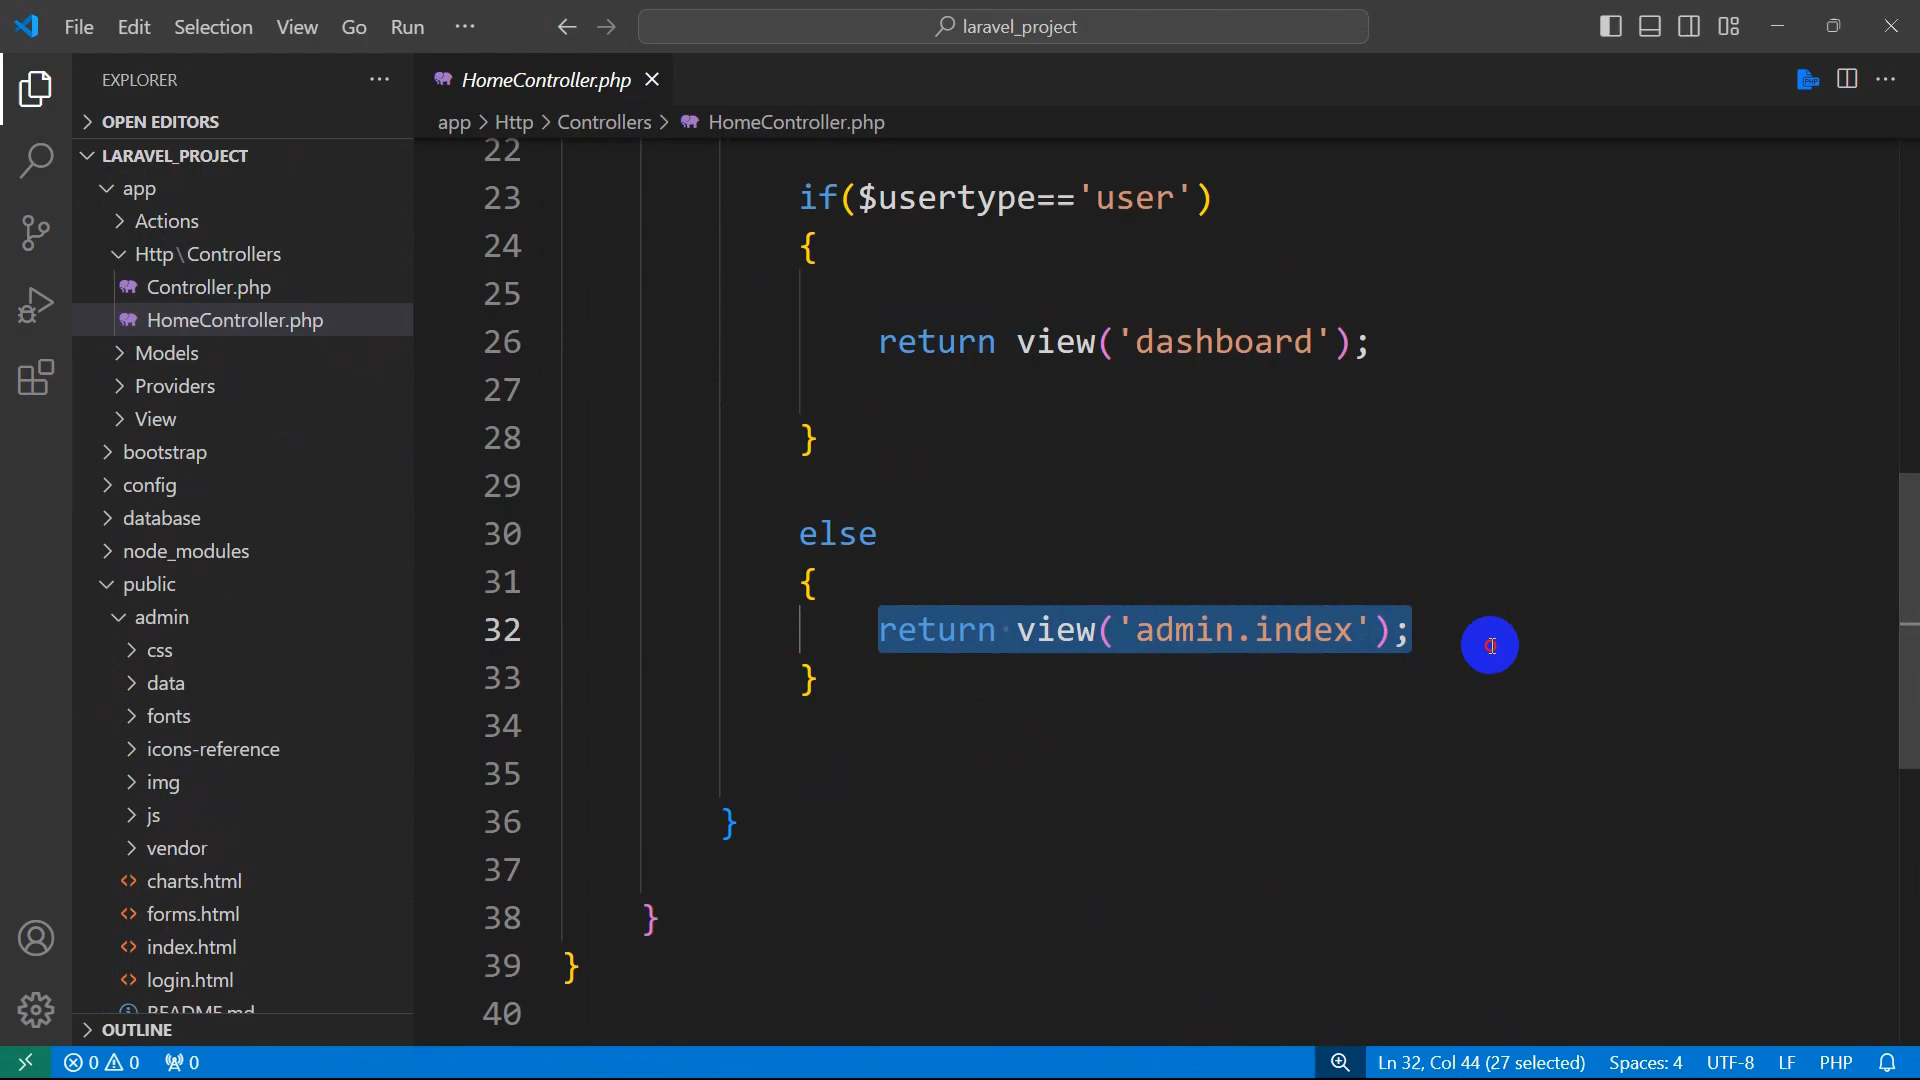 File Edit Selection View Go Run ··· laravel_project
EXPLORER ···
HomeController.php
OPEN EDITORS
app > Http > Controllers > HomeController.php
LARAVEL_PROJECT
app
Actions
Http\Controllers
Controller.php
HomeController.php
Models
Providers
View
bootstrap
config
database
node_modules
public
admin
css
data
fonts
icons-reference
img
js
vendor
charts.html
forms.html
index.html
login.html
README.md
OUTLINE
22
23 if($usertype=='user')
24 {
25
26 return view('dashboard');
27
28 }
29
30 else
31 {
32 return view('admin.index');
33 }
34
35
36 }
37
38 }
39 }
40
0 0 0 Ln 32, Col 44 (27 selected) Spaces: 4 UTF-8 LF PHP